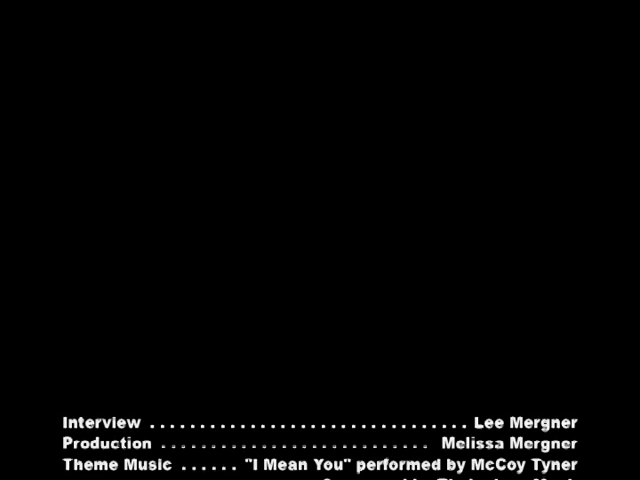 Interview ................................ Lee Mergner
Production ........................... Melissa Mergner
Theme Music ...... "I Mean You" performed by McCoy Tyner